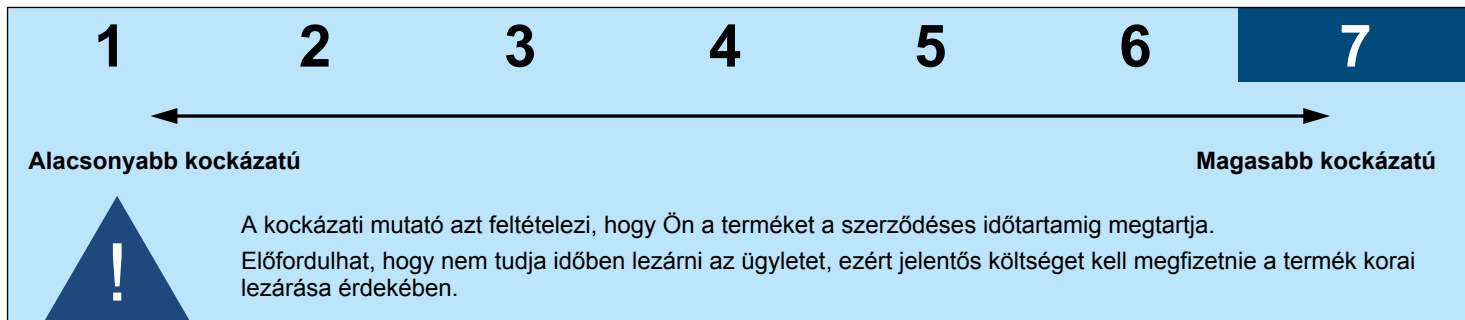 1 2 3 4 5 6 7
Alacsonyabb kockázatú Magasabb kockázatú
A kockázati mutató azt feltételezi, hogy Ön a terméket a szerződéses időtartamig megtartja.
! Előfordulhat, hogy nem tudja időben lezárni az ügyletet, ezért jelentős költséget kell megfizetnie a termék korai
lezárása érdekében.